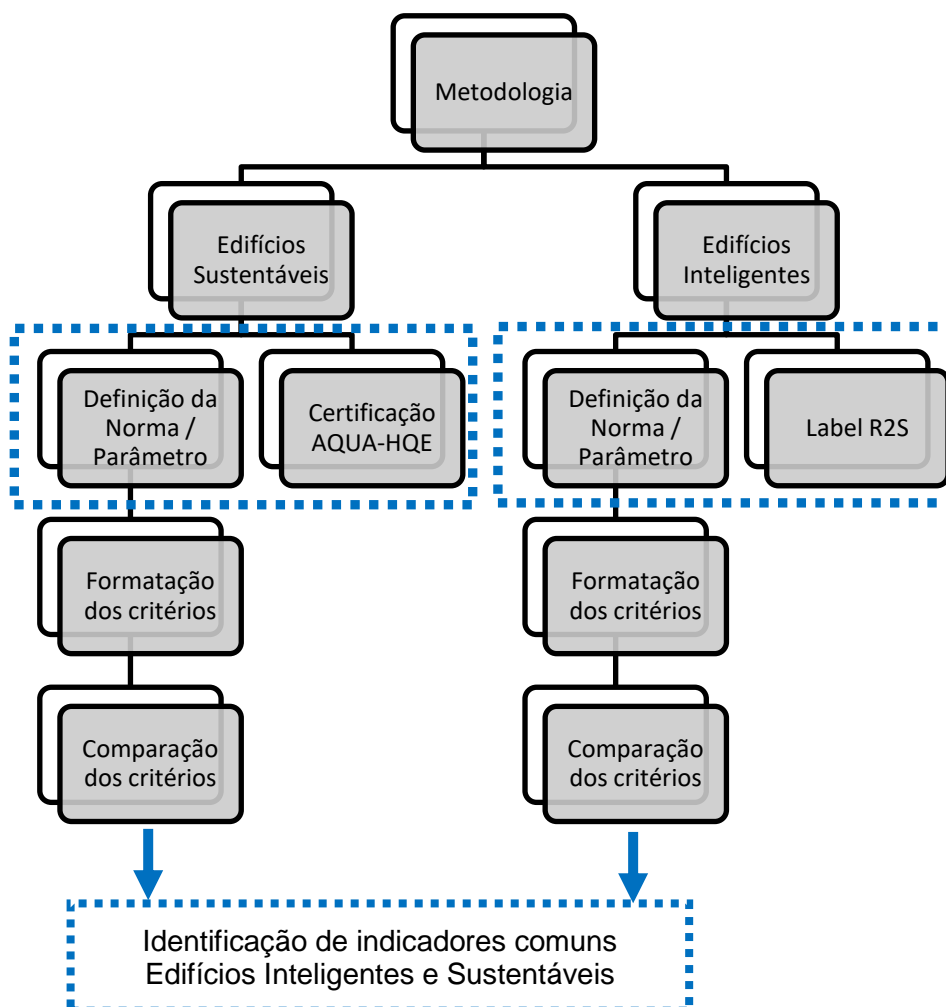 Metodologia
Edifícios
Sustentáveis
Edifícios
Inteligentes
Definição da
Norma /
Parâmetro
Certificação
AQUA-HQE
Definição da
Norma /
Parâmetro
Label R2S
Formatação
dos critérios
Formatação
dos critérios
Comparação
dos critérios
Comparação
dos critérios
Identificação de indicadores comuns
Edifícios Inteligentes e Sustentáveis